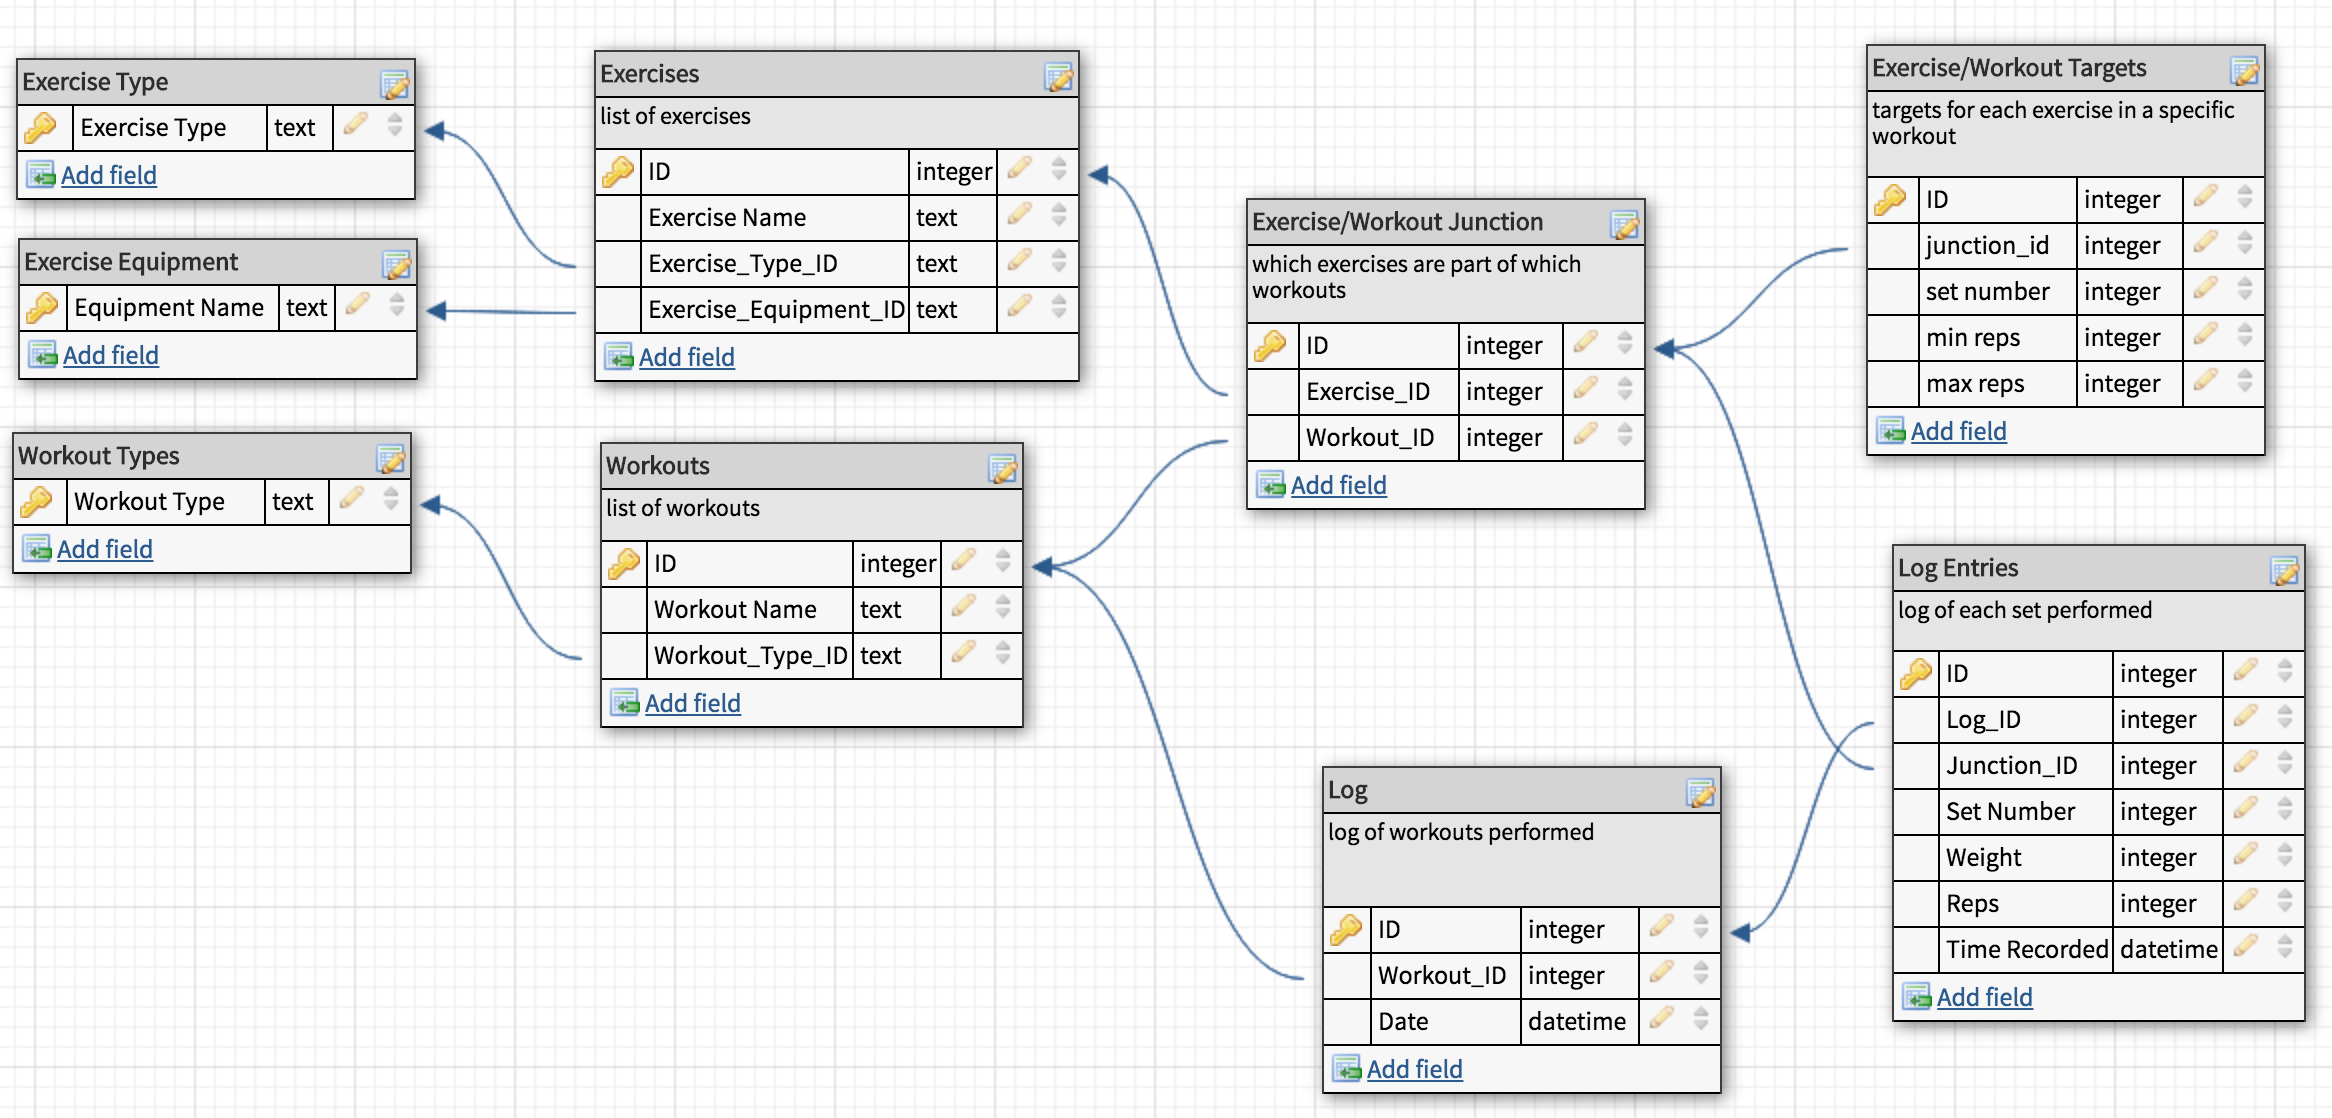 Exercise Type
Exercise Type text
Add field
Exercise Equipment
Equipment Name text
Add field
Workout Types
Workout Type text
Add field
Exercises
list of exercises
ID integer
Exercise Name text
Exercise_Type_ID text
Exercise_Equipment_ID text
Add field
Workouts
list of workouts
ID integer
Workout Name text
Workout_Type_ID text
Add field
Exercise/Workout Junction
which exercises are part of which
workouts
ID integer
Exercise_ID integer
Workout_ID integer
Add field
Log
log of workouts performed
ID integer
Workout_ID integer
Date datetime
Add field
Exercise/Workout Targets
targets for each exercise in a specific
workout
ID integer
junction_id integer
set number integer
min reps integer
max reps integer
Add field
Log Entries
log of each set performed
ID integer
Log_ID integer
Junction_ID integer
Set Number integer
Weight integer
Reps integer
Time Recorded datetime
Add field